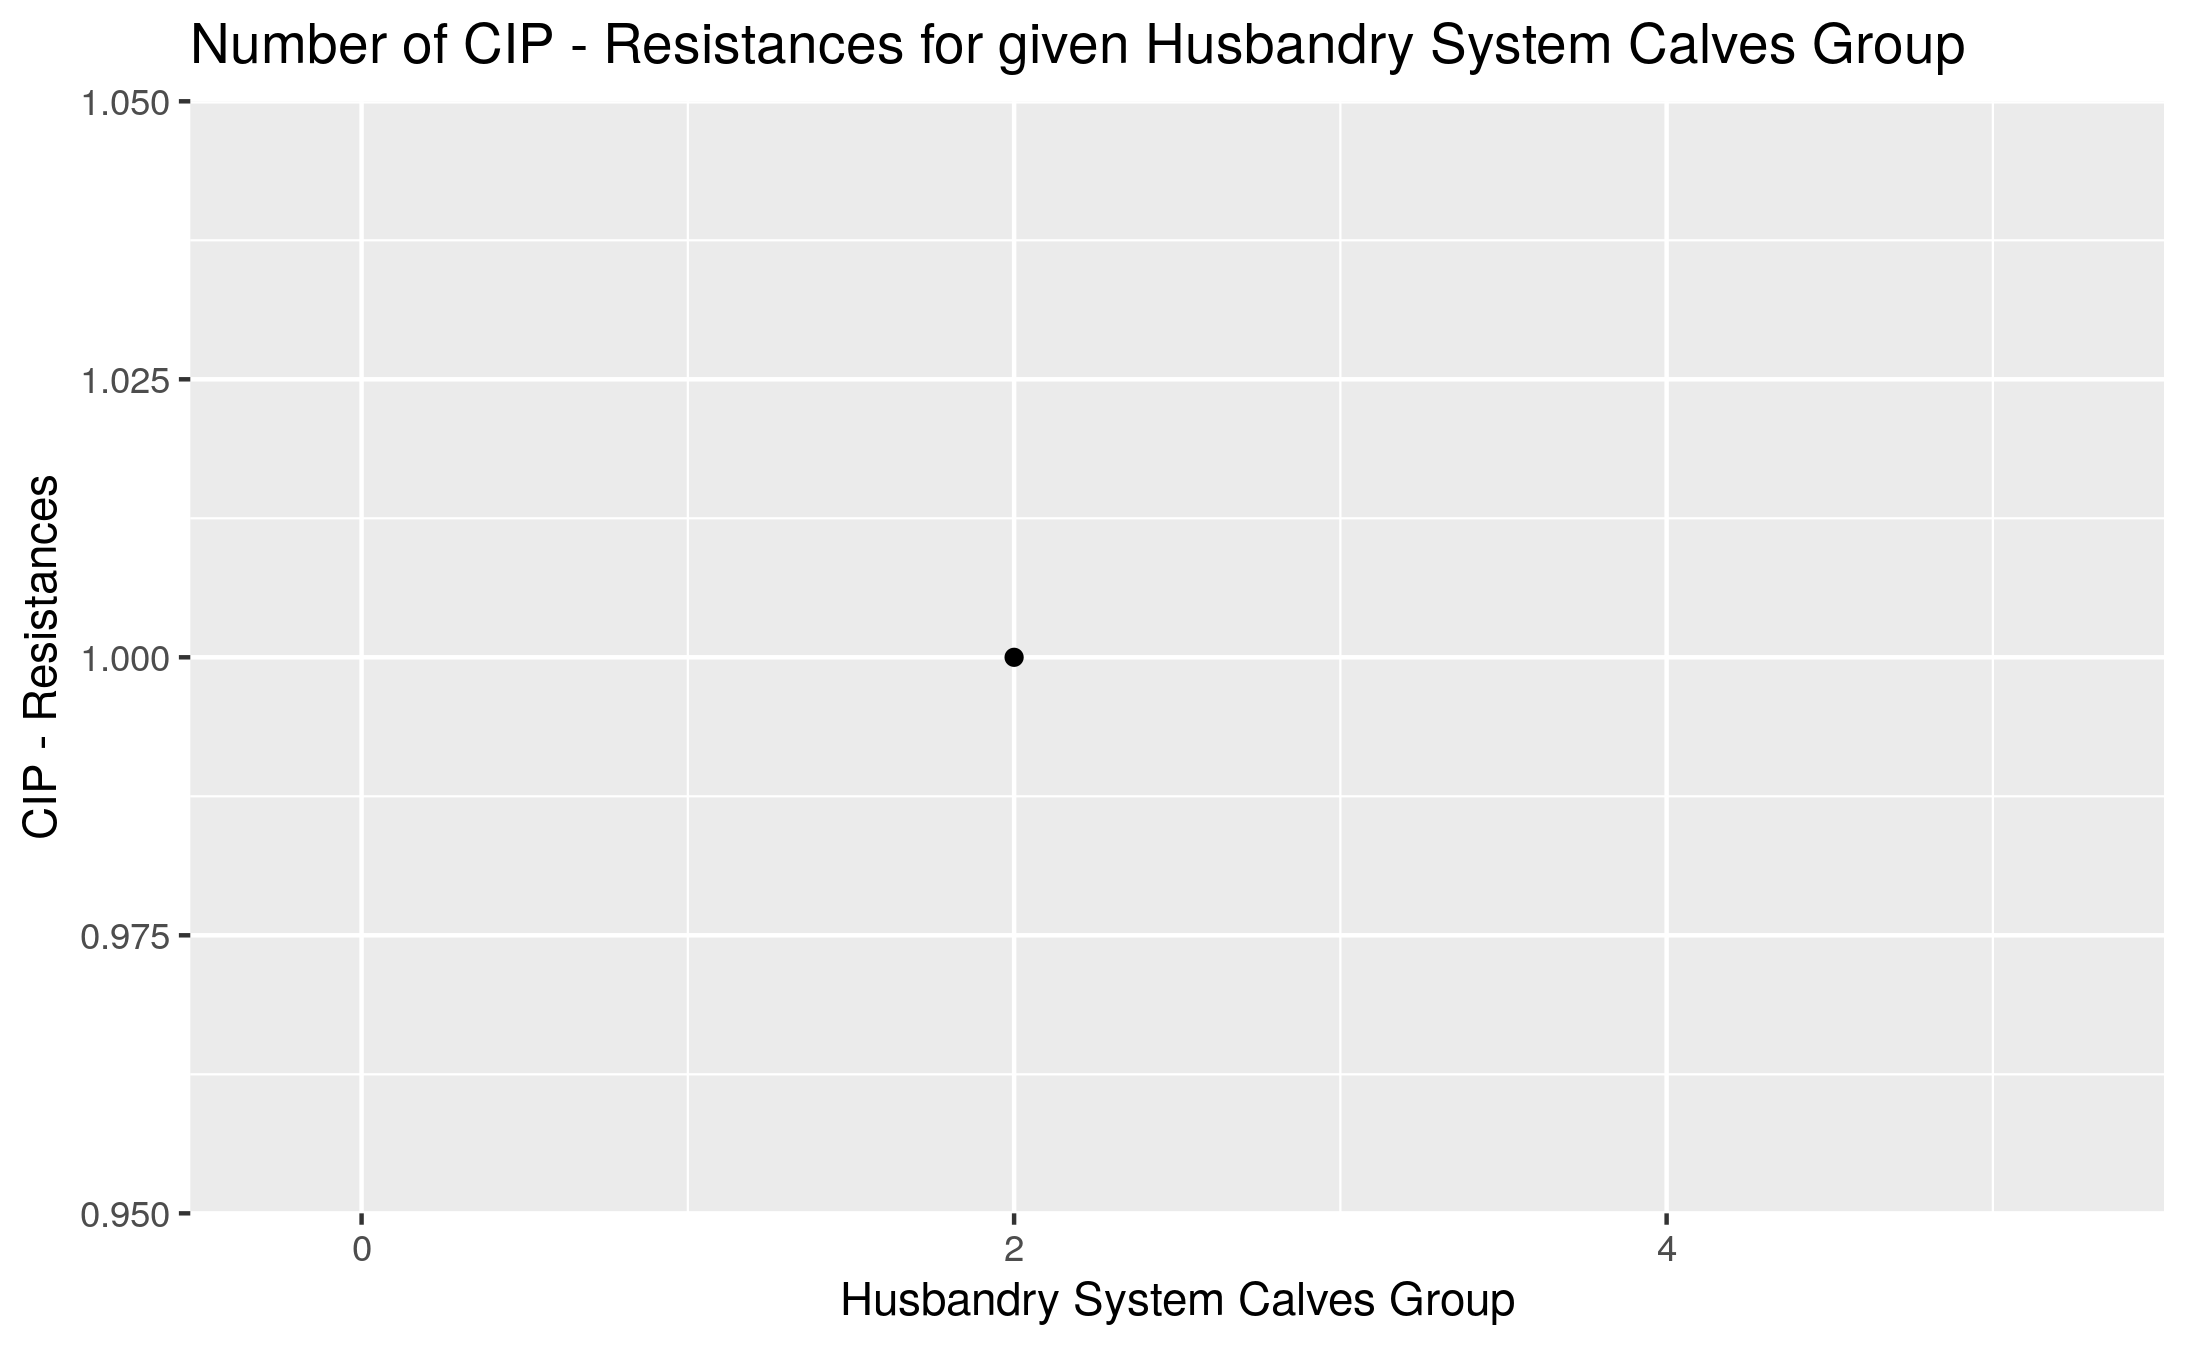 Number of CIP - Resistances for given Husbandry System Calves Group
1.050
1.025
1.000
0.975
0.950
CIP - Resistances
0 2 4
Husbandry System Calves Group